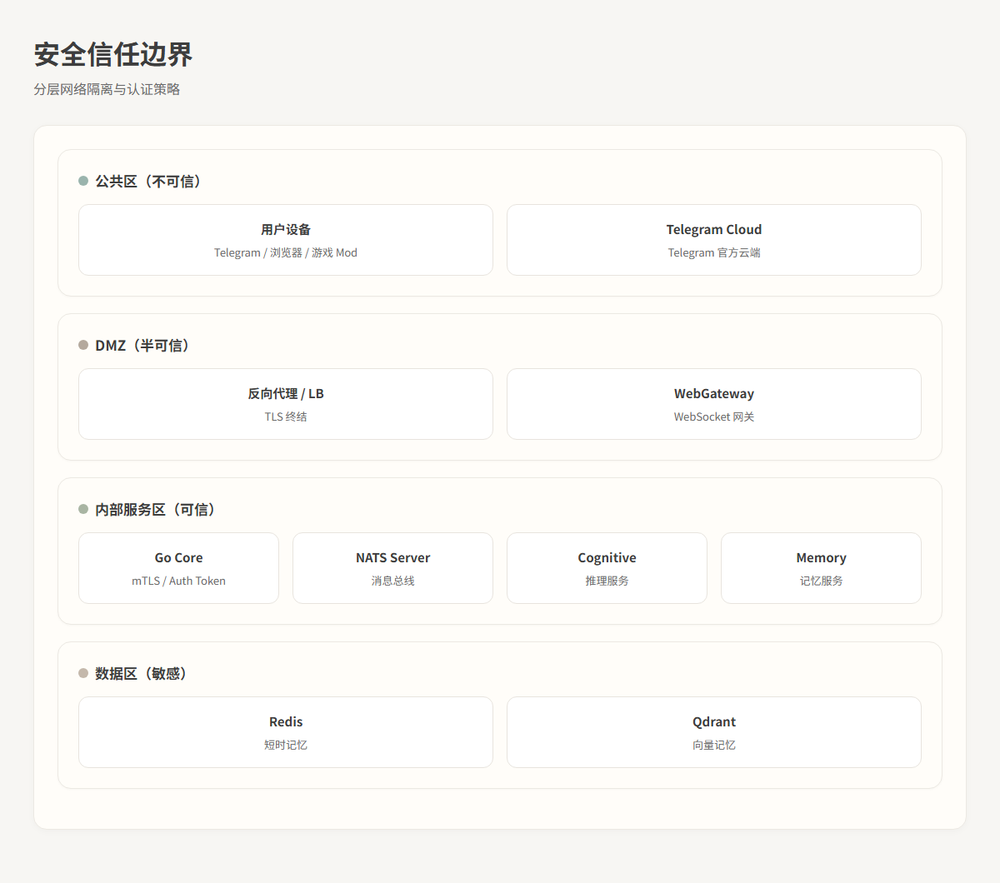 安全信任边界
分层网络隔离与认证策略
公共区（不可信）
用户设备
Telegram / 浏览器 / 游戏 Mod
Telegram Cloud
Telegram 官方云端
DMZ（半可信）
反向代理 / LB
TLS 终结
WebGateway
WebSocket 网关
内部服务区（可信）
Go Core
mTLS / Auth Token
NATS Server
消息总线
Cognitive
推理服务
Memory
记忆服务
数据区（敏感）
Redis
短时记忆
Qdrant
向量记忆